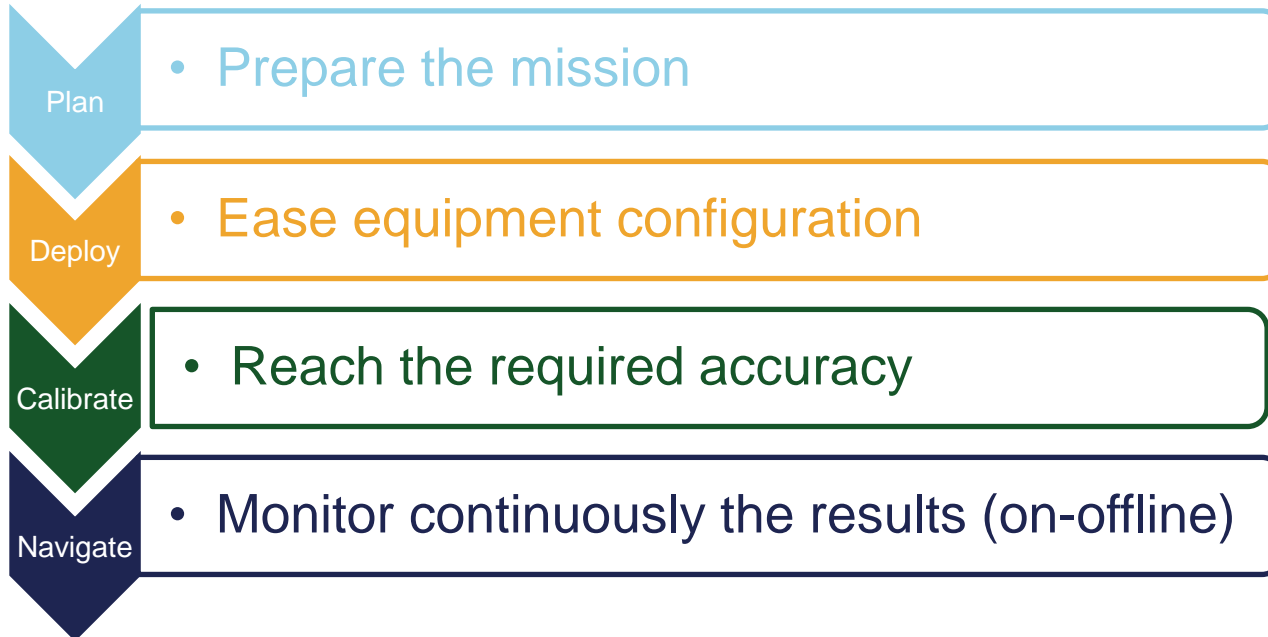 Plan
• Prepare the mission
Deploy
• Ease equipment configuration
Calibrate
• Reach the required accuracy
Navigate
• Monitor continuously the results (on-offline)